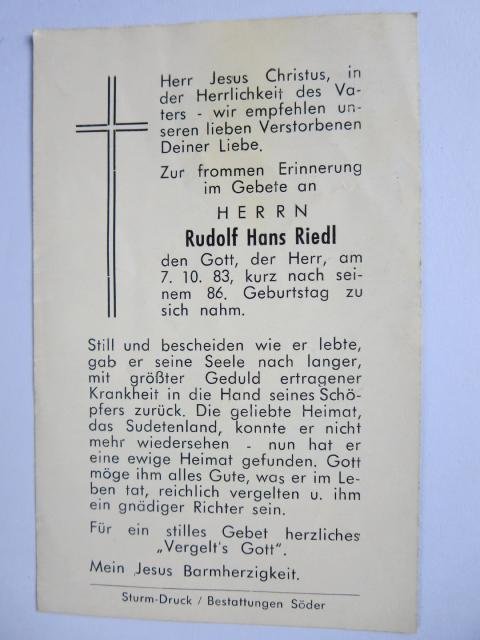 Herr Jesus Christus, in
der Herrlichkeit des Va-
ters - wir empfehlen un-
seren lieben Verstorbenen
Deiner Liebe.
Zur frommen Erinnerung
im Gebete an
HERRN
Rudolf Hans Riedl
den Gott, der Herr, am
7. 10. 83, kurz nach sei-
nem 86. Geburtstag zu
sich nahm.
Still und bescheiden wie er lebte,
gab er seine Seele nach langer,
mit größter Geduld ertragener
Krankheit in die Hand seines Schö-
pfers zurück. Die geliebte Heimat,
das Sudetenland, konnte er nicht
mehr wiedersehen - nun hat er
eine ewige Heimat gefunden. Gott
möge ihm alles Gute, was er im Le-
ben tat, reichlich vergelten u. ihm
ein gnädiger Richter sein.
Für ein stilles Gebet herzliches
„Vergelt's Gott".
Mein Jesus Barmherzigkeit.
Sturm-Druck / Bestattungen Söder